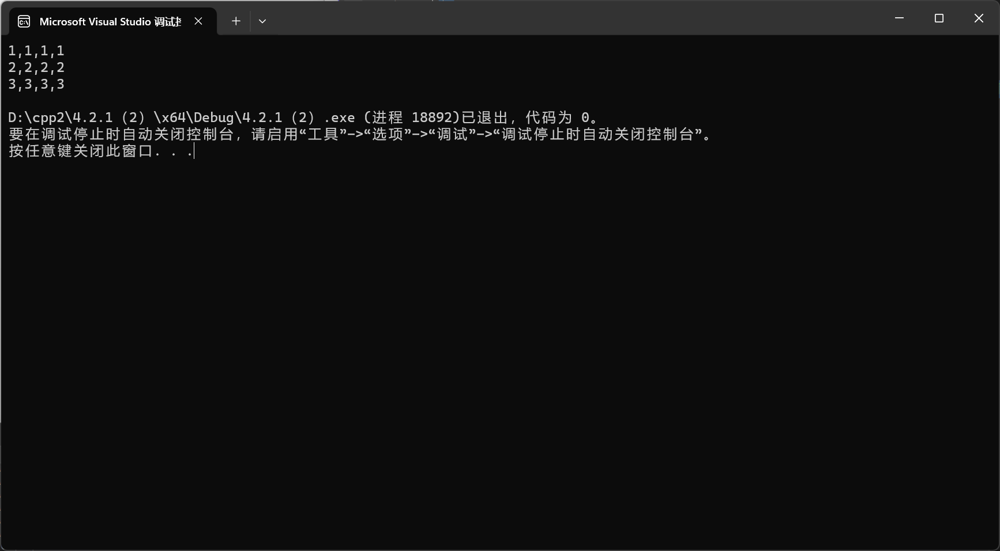 Microsoft Visual Studio 调试
1,1,1,1
2,2,2,2
3,3,3,3
D:\cpp2\4.2.1（2）\x64\Debug\4.2.1（2）.exe (进程 18892)已退出，代码为 0。
要在调试停止时自动关闭控制台，请启用“工具”->“选项”->“调试”->“调试停止时自动关闭控制台”。
按任意键关闭此窗口. . .